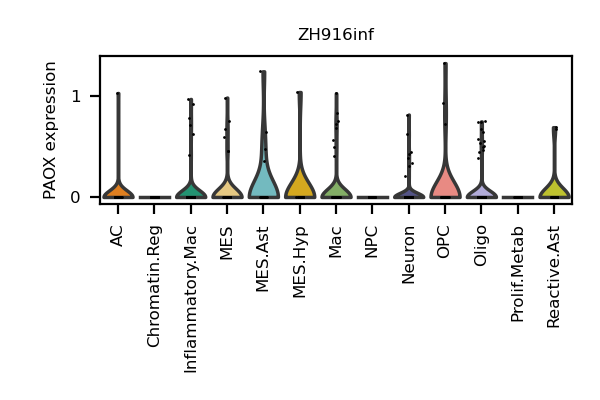 ZH916inf
PAOX expression
1
0
AC
Chromatin.Reg
Inflammatory.Mac
MES
MES.Ast
MES.Hyp
Mac
NPC
Neuron
OPC
Oligo
Prolif.Metab
Reactive.Ast